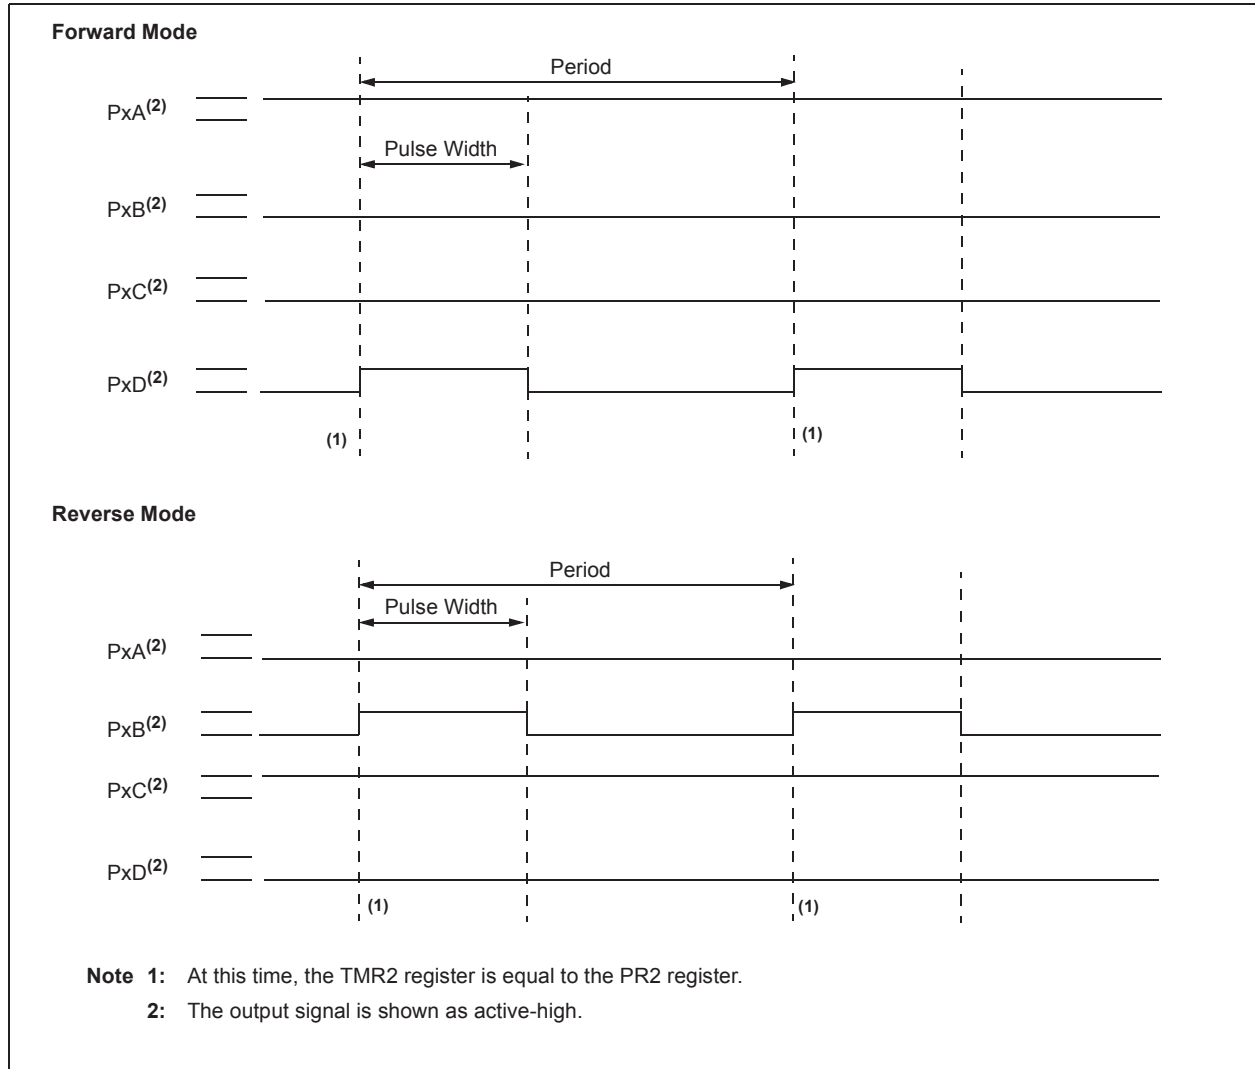 Forward Mode
Period
PxA(2)
Pulse Width
PxB(2)
PxC(2)
PxD(2)
(1)
(1)
Reverse Mode
Period
Pulse Width
PxA(2)
PxB(2)
PxC(2)
PxD(2)
(1)
(1)
Note 1: At this time, the TMR2 register is equal to the PR2 register.
2: The output signal is shown as active-high.